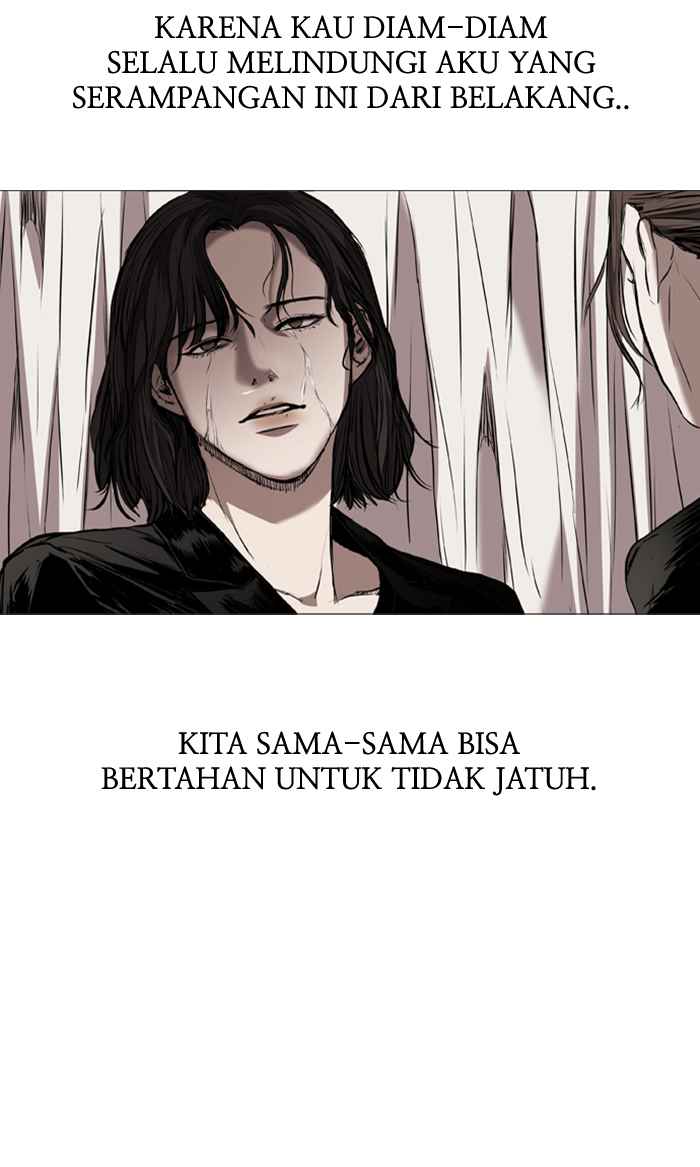 KARENA KAU DIAM-DIAM
SELALU MELINDUNGI AKU YANG
SERAMPANGAN INI DARI BELAKANG..
KITA SAMA-SAMA BISA
BERTAHAN UNTUK TIDAK JATUH.